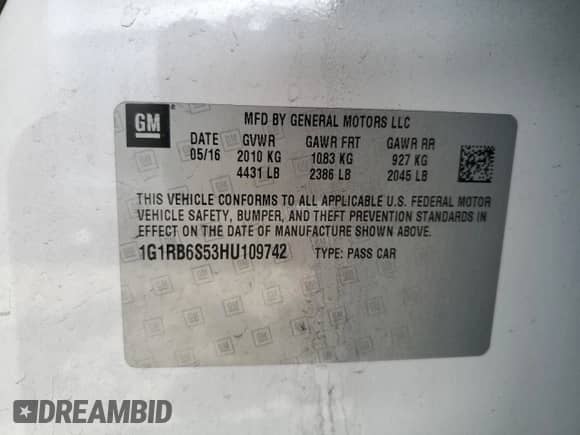 GM
MFD BY GENERAL MOTORS LLC
DATE GVWR GAWR FRT GAWR RR
05/16 2010 KG 1083 KG 927 KG
4431 LB 2386 LB 2045 LB
THIS VEHICLE CONFORMS TO ALL APPLICABLE U.S. FEDERAL MOTOR
VEHICLE SAFETY, BUMPER, AND THEFT PREVENTION STANDARDS IN
EFFECT ON THE DATE OF MANUFACTURE SHOWN ABOVE.
1G1RB6S53HU109742 TYPE: PASS CAR
DREAMBID